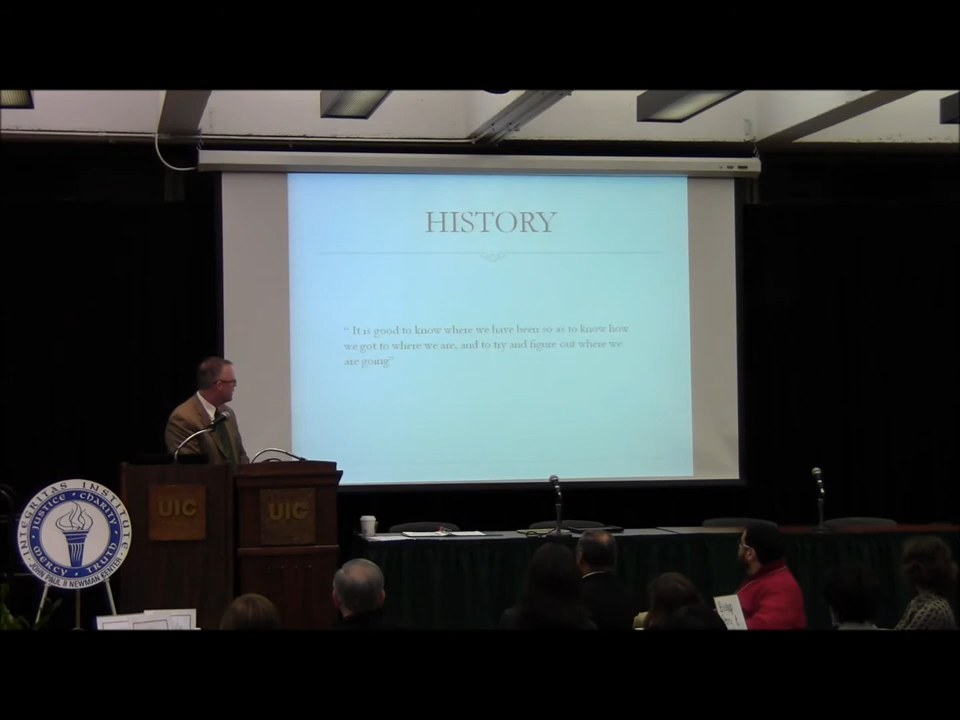 HISTORY
“ It is good to know where we have been so as to know how
we got to where we are, and to try and figure out where we
are going”
UIC
UIC
INTEGRITAS INSTITUTE
JUSTICE • CHARITY
MERCY • TRUTH
JOHN PAUL II NEWMAN CENTER